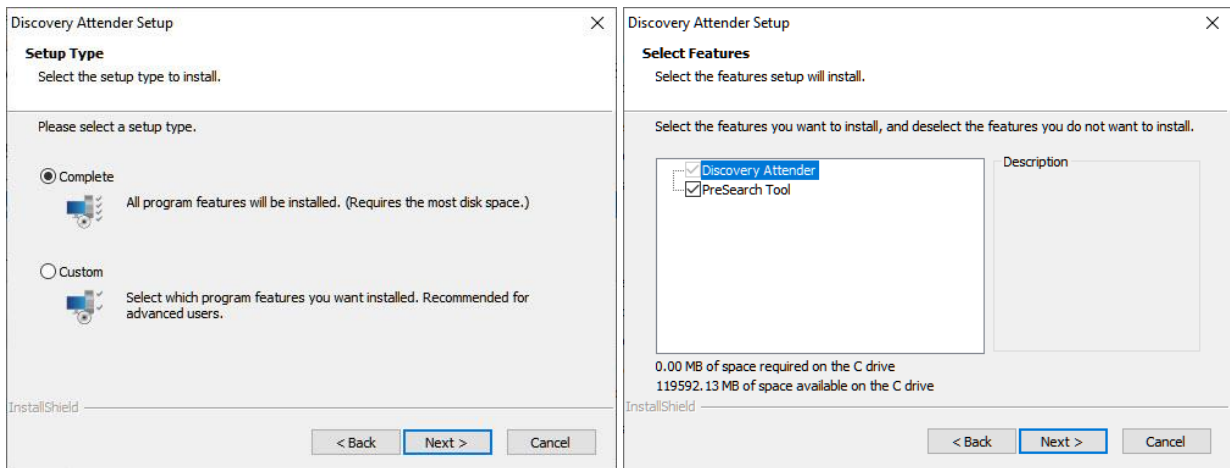 Discovery Attender Setup
Setup Type
Select the setup type to install.
Please select a setup type.
Complete
All program features will be installed. (Requires the most disk space.)
Custom
Select which program features you want installed. Recommended for
advanced users.
InstallShield
< Back
Next >
Cancel
Discovery Attender Setup
Select Features
Select the features setup will install.
Select the features you want to install, and deselect the features you do not want to install.
Discovery Attender
PreSearch Tool
Description
0.00 MB of space required on the C drive
119592.13 MB of space available on the C drive
InstallShield
< Back
Next >
Cancel